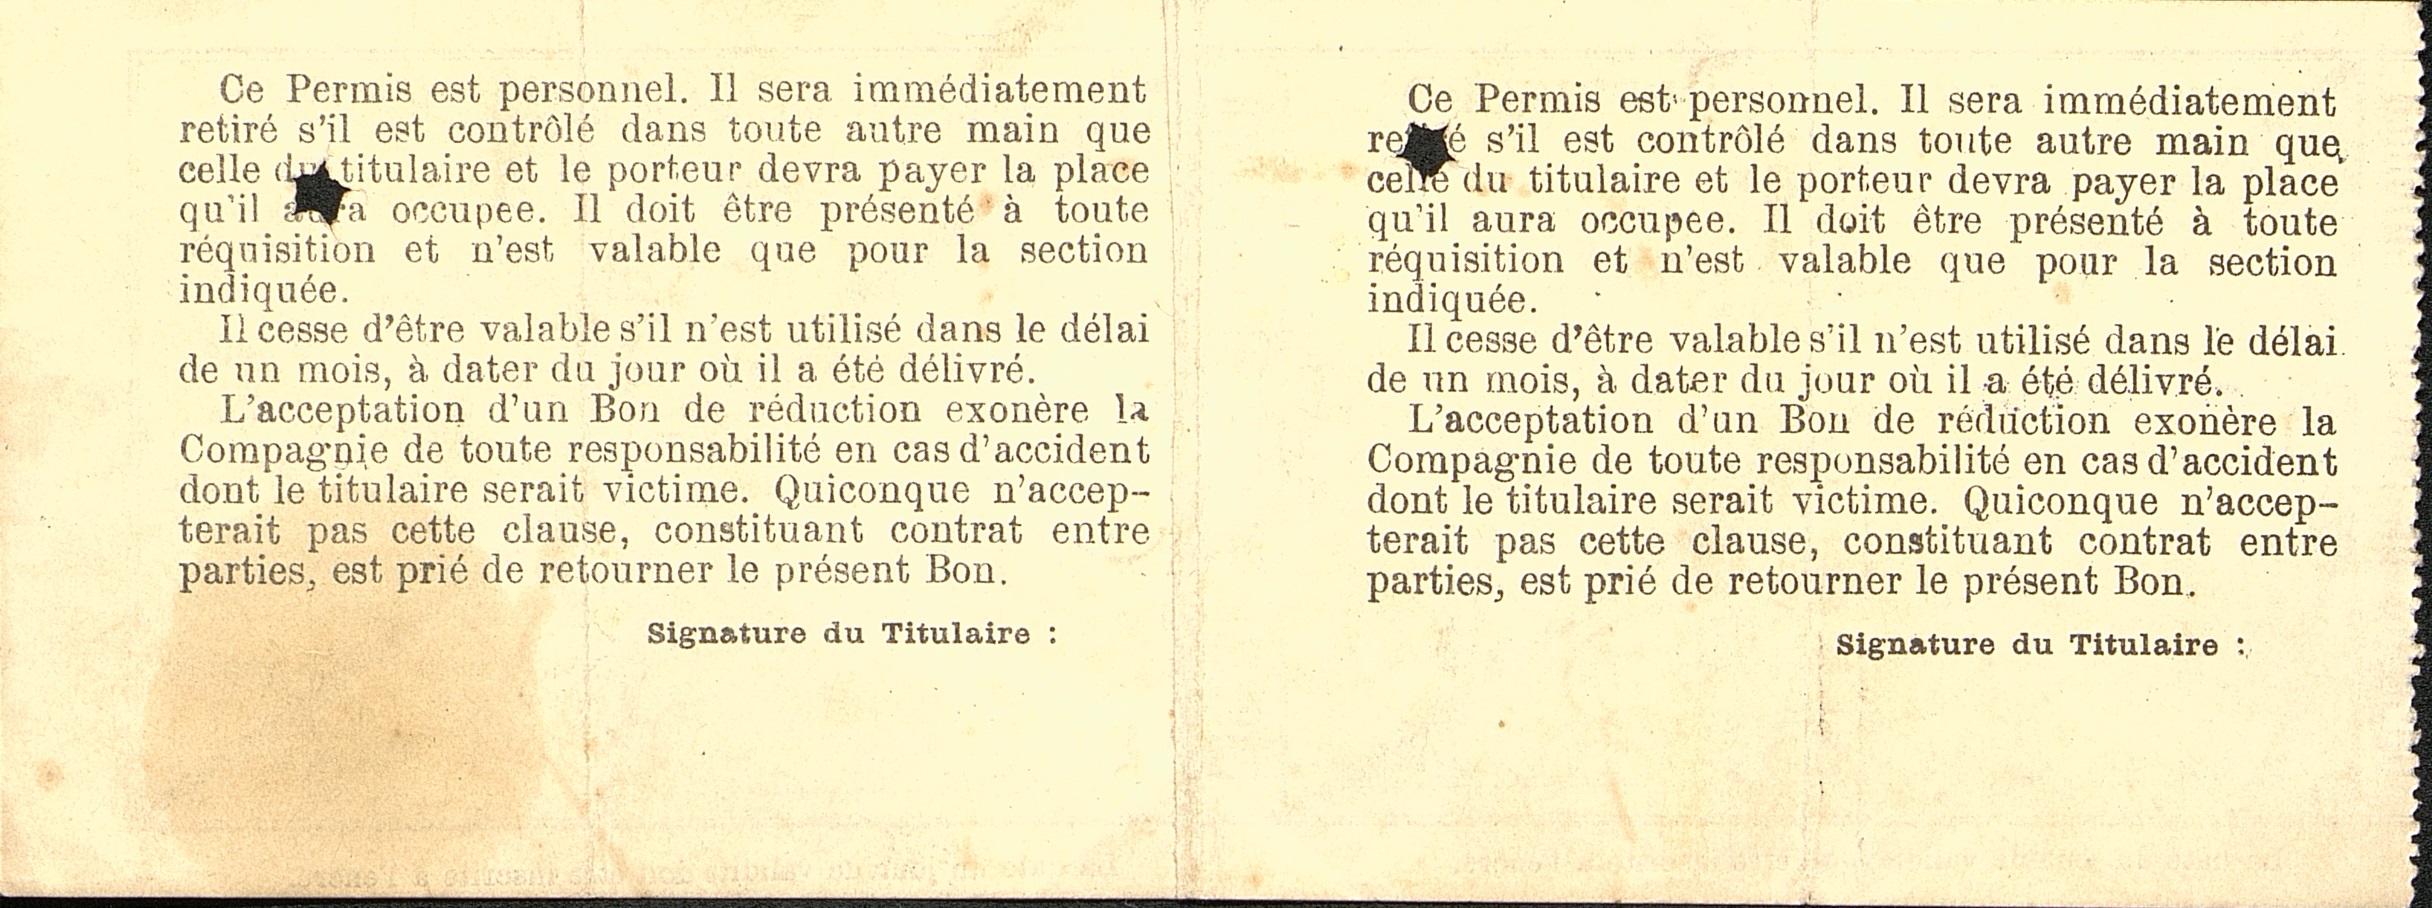 Ce Permis est personnel. Il sera immédiatement
retiré s'il est contrôlé dans toute autre main que
celle du titulaire et le porteur devra payer la place
qu'il aura occupee. Il doit être présenté à toute
réquisition et n'est valable que pour la section
indiquée.
Il cesse d'être valable s'il n'est utilisé dans le délai
de un mois, à dater du jour où il a été délivré.
L'acceptation d'un Bon de réduction exonère la
Compagnie de toute responsabilité en cas d'accident
dont le titulaire serait victime. Quiconque n'accep-
terait pas cette clause, constituant contrat entre
parties, est prié de retourner le présent Bon.
Signature du Titulaire :
Ce Permis est personnel. Il sera immédiatement
retiré s'il est contrôlé dans toute autre main que
celle du titulaire et le porteur devra payer la place
qu'il aura occupee. Il doit être présenté à toute
réquisition et n'est valable que pour la section
indiquée.
Il cesse d'être valable s'il n'est utilisé dans le délai
de un mois, à dater du jour où il a été délivré.
L'acceptation d'un Bon de réduction exonère la
Compagnie de toute responsabilité en cas d'accident
dont le titulaire serait victime. Quiconque n'accep-
terait pas cette clause, constituant contrat entre
parties, est prié de retourner le présent Bon.
Signature du Titulaire :